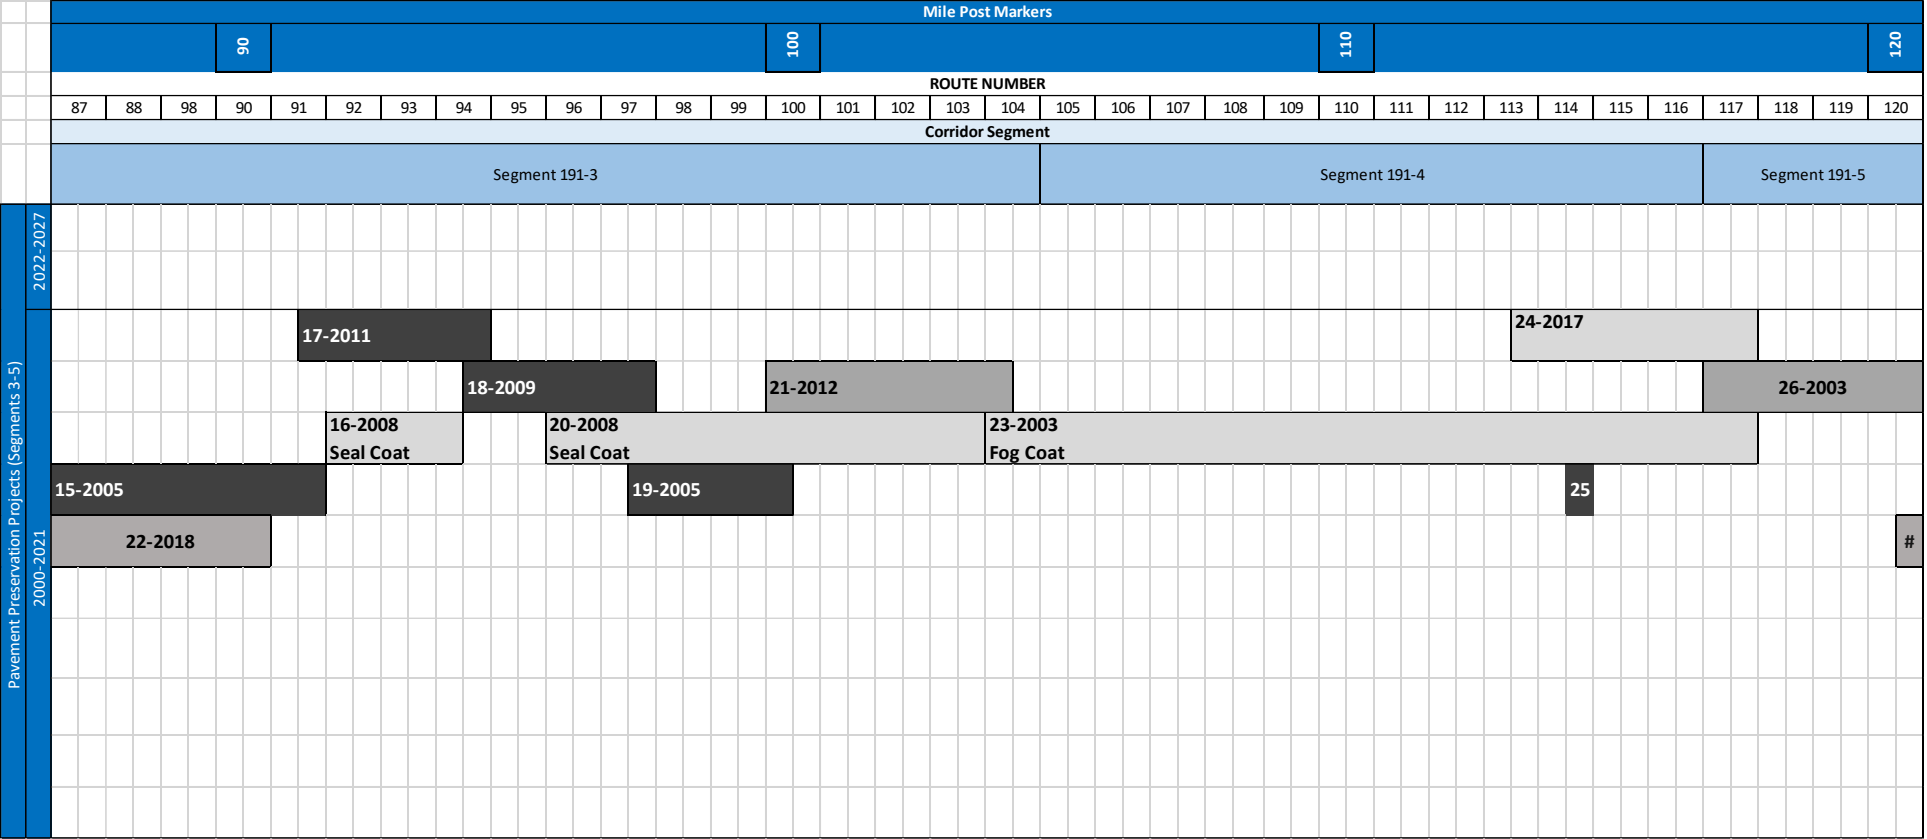 Mile Post Markers
90 100 110 120
ROUTE NUMBER
87 88 98 90 91 92 93 94 95 96 97 98 99 100 101 102 103 104 105 106 107 108 109 110 111 112 113 114 115 116 117 118 119 120
Corridor Segment
Segment 191-3 Segment 191-4 Segment 191-5
Pavement Preservation Projects (Segments 3-5)
2022-2027
2000-2021
17-2011 24-2017
18-2009 21-2012 26-2003
16-2008 20-2008 23-2003
Seal Coat Seal Coat Fog Coat
15-2005 19-2005 25
22-2018 #